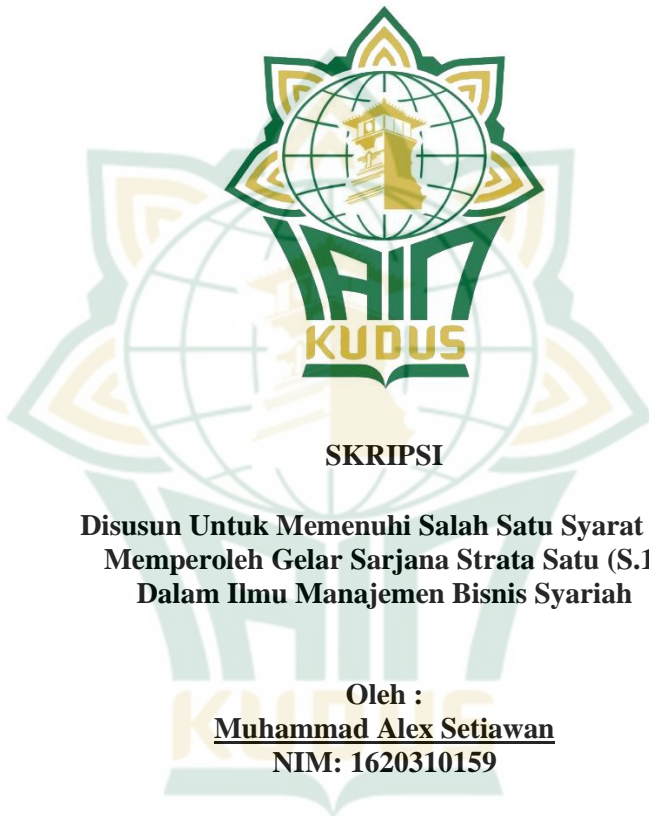 IAIN
KUDUS
SKRIPSI
Disusun Untuk Memenuhi Salah Satu Syarat
Memperoleh Gelar Sarjana Strata Satu (S.1
Dalam Ilmu Manajemen Bisnis Syariah
Oleh :
Muhammad Alex Setiawan
NIM: 1620310159
KUDUS